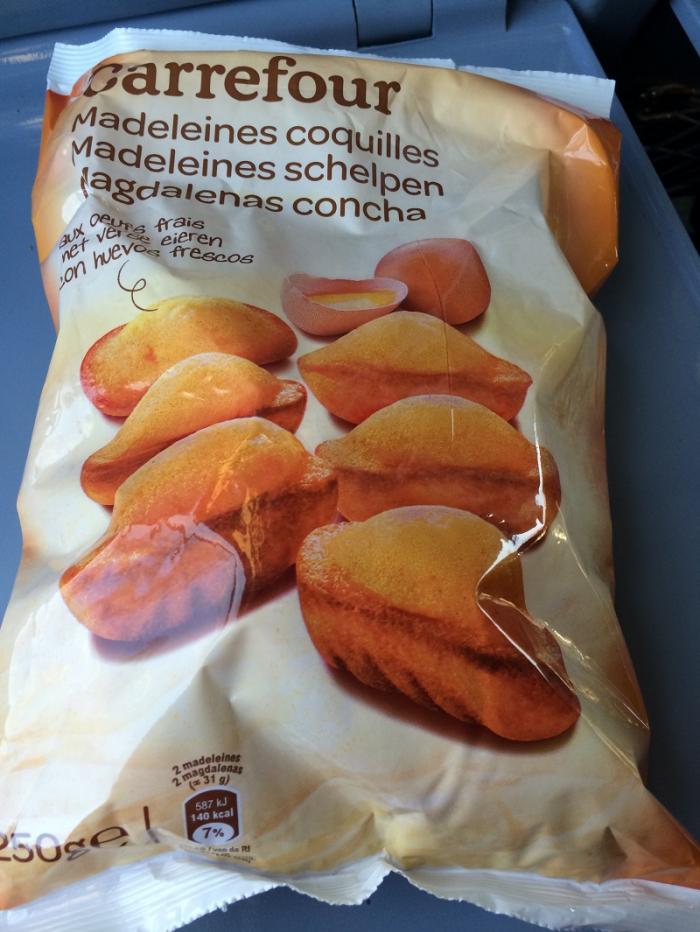 Carrefour
Madeleines coquilles
Madeleines schelpen
Magdalenas concha
aux oeufs frais
met verse eieren
con huevos frescos
2 madeleines
2 magdalenas
(= 31 g)
587 kJ
140 kcal
7%
250g e